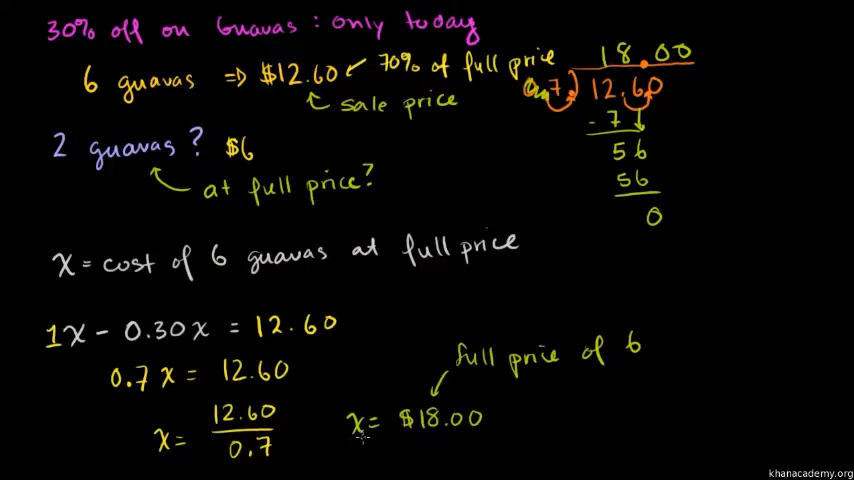 30% off on Guavas: only today
6 guavas ⇒ $12.60 ↙ 70% of full price
sale price
2 guavas? $6
at full price?
x = cost of 6 guavas at full price
1x - 0.30x = 12.60
0.7x = 12.60
x = 12.60 / 0.7
x = $18.00
full price of 6
18.00
0.7.) 12.60
- 7
56
56
0
khanacademy.org